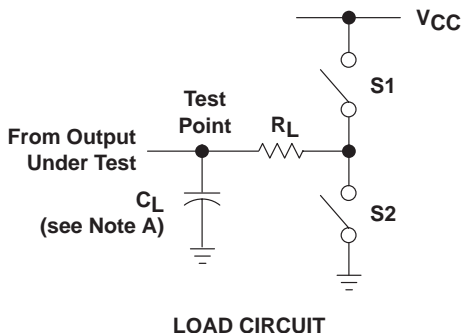 VCC
S1
Test
Point
RL
From Output
Under Test
CL
(see Note A)
S2
LOAD CIRCUIT